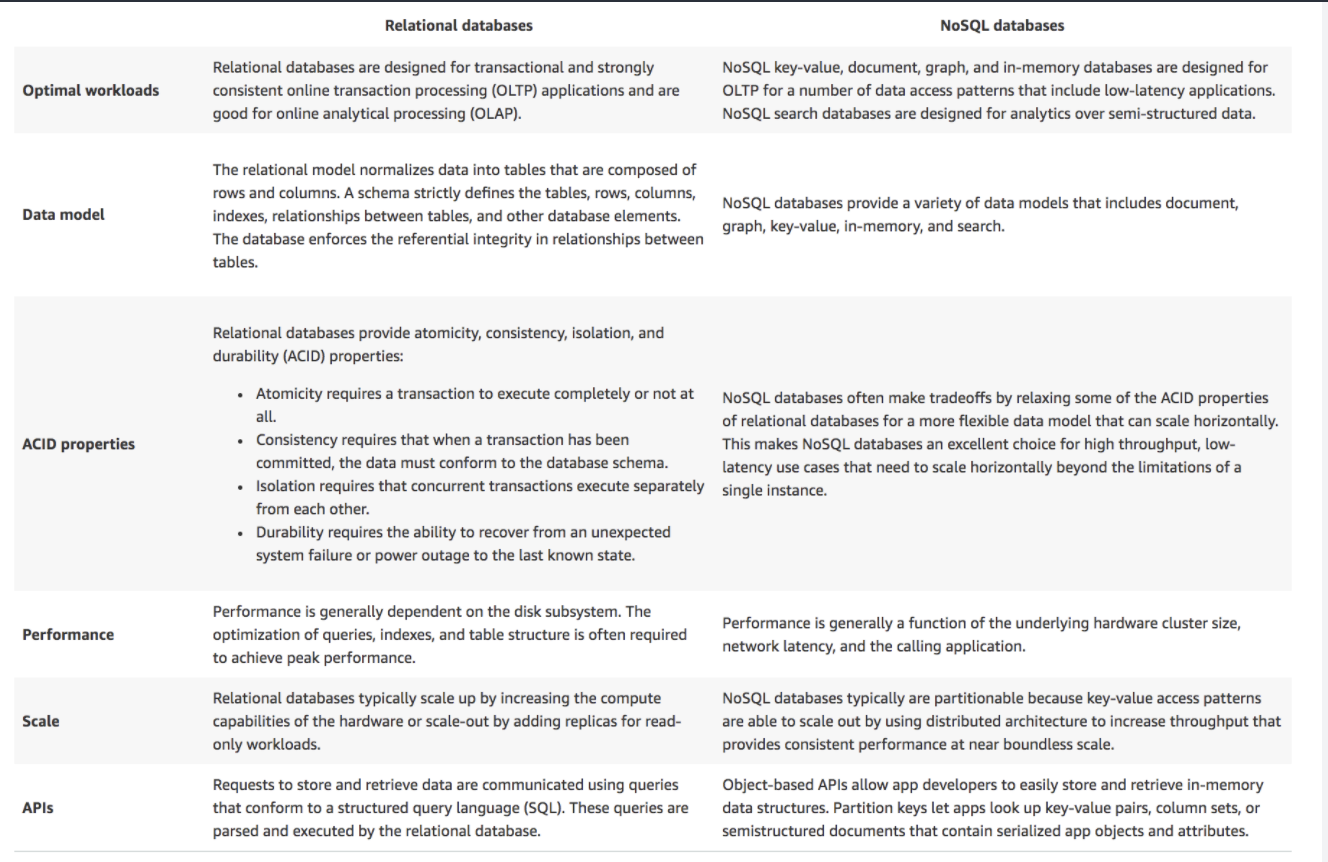 Relational databases
NoSQL databases
Optimal workloads
Relational databases are designed for transactional and strongly
consistent online transaction processing (OLTP) applications and are
good for online analytical processing (OLAP).
NoSQL key-value, document, graph, and in-memory databases are designed for
OLTP for a number of data access patterns that include low-latency applications.
NoSQL search databases are designed for analytics over semi-structured data.
Data model
The relational model normalizes data into tables that are composed of
rows and columns. A schema strictly defines the tables, rows, columns,
indexes, relationships between tables, and other database elements.
The database enforces the referential integrity in relationships between
tables.
NoSQL databases provide a variety of data models that includes document,
graph, key-value, in-memory, and search.
ACID properties
Relational databases provide atomicity, consistency, isolation, and
durability (ACID) properties:
• Atomicity requires a transaction to execute completely or not at
all.
• Consistency requires that when a transaction has been
committed, the data must conform to the database schema.
• Isolation requires that concurrent transactions execute separately
from each other.
• Durability requires the ability to recover from an unexpected
system failure or power outage to the last known state.
NoSQL databases often make tradeoffs by relaxing some of the ACID properties
of relational databases for a more flexible data model that can scale horizontally.
This makes NoSQL databases an excellent choice for high throughput, low-
latency use cases that need to scale horizontally beyond the limitations of a
single instance.
Performance
Performance is generally dependent on the disk subsystem. The
optimization of queries, indexes, and table structure is often required
to achieve peak performance.
Performance is generally a function of the underlying hardware cluster size,
network latency, and the calling application.
Scale
Relational databases typically scale up by increasing the compute
capabilities of the hardware or scale-out by adding replicas for read-
only workloads.
NoSQL databases typically are partitionable because key-value access patterns
are able to scale out by using distributed architecture to increase throughput that
provides consistent performance at near boundless scale.
APIs
Requests to store and retrieve data are communicated using queries
that conform to a structured query language (SQL). These queries are
parsed and executed by the relational database.
Object-based APIs allow app developers to easily store and retrieve in-memory
data structures. Partition keys let apps look up key-value pairs, column sets, or
semistructured documents that contain serialized app objects and attributes.